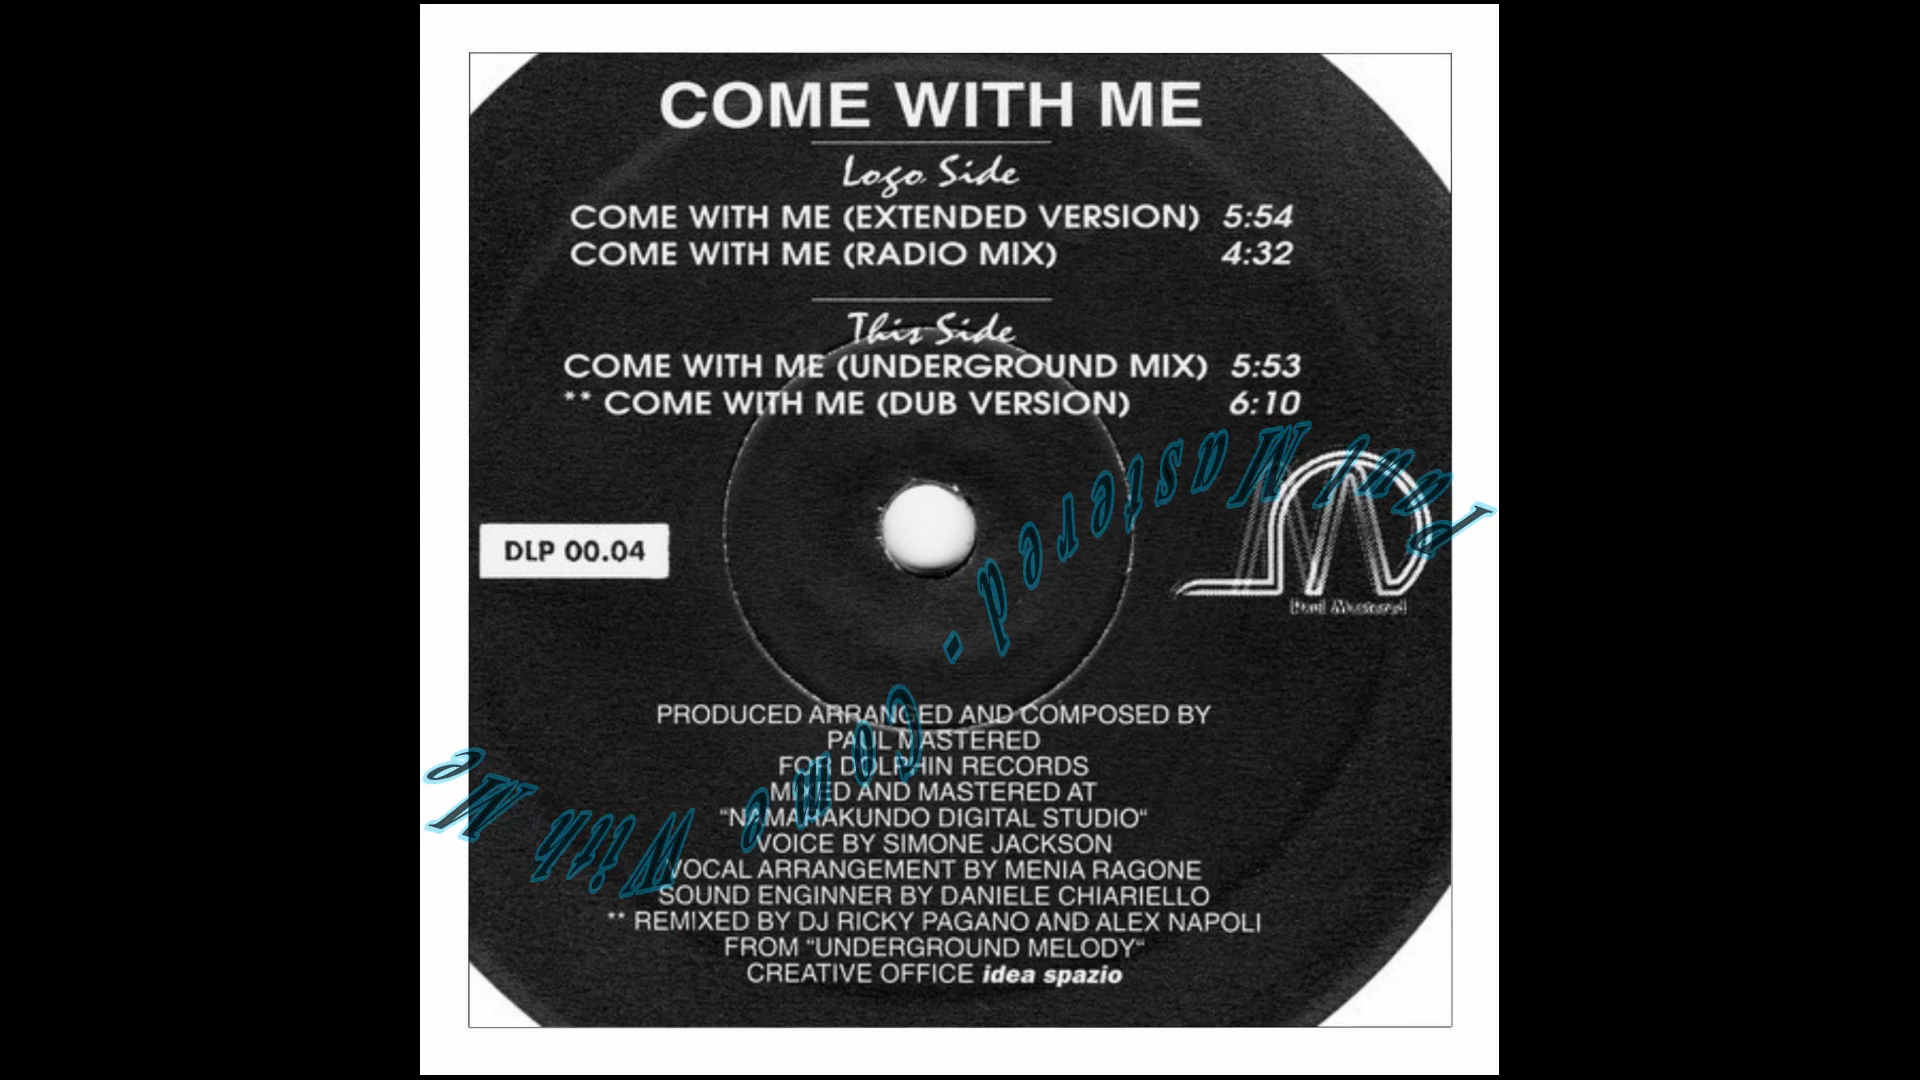 COME WITH ME
Logo Side
COME WITH ME (EXTENDED VERSION) 5:54
COME WITH ME (RADIO MIX) 4:32
This Side
COME WITH ME (UNDERGROUND MIX) 5:53
** COME WITH ME (DUB VERSION) 6:10
DLP 00.04
Paul Mastered
Paul Mastered - Come With Me
PRODUCED ARRANGED AND COMPOSED BY
PAUL MASTERED
FOR DOLPHIN RECORDS
MIXED AND MASTERED AT
"NAMARAKUNDO DIGITAL STUDIO"
VOICE BY SIMONE JACKSON
VOCAL ARRANGEMENT BY MENIA RAGONE
SOUND ENGINNER BY DANIELE CHIARIELLO
** REMIXED BY DJ RICKY PAGANO AND ALEX NAPOLI
FROM "UNDERGROUND MELODY"
CREATIVE OFFICE idea spazio